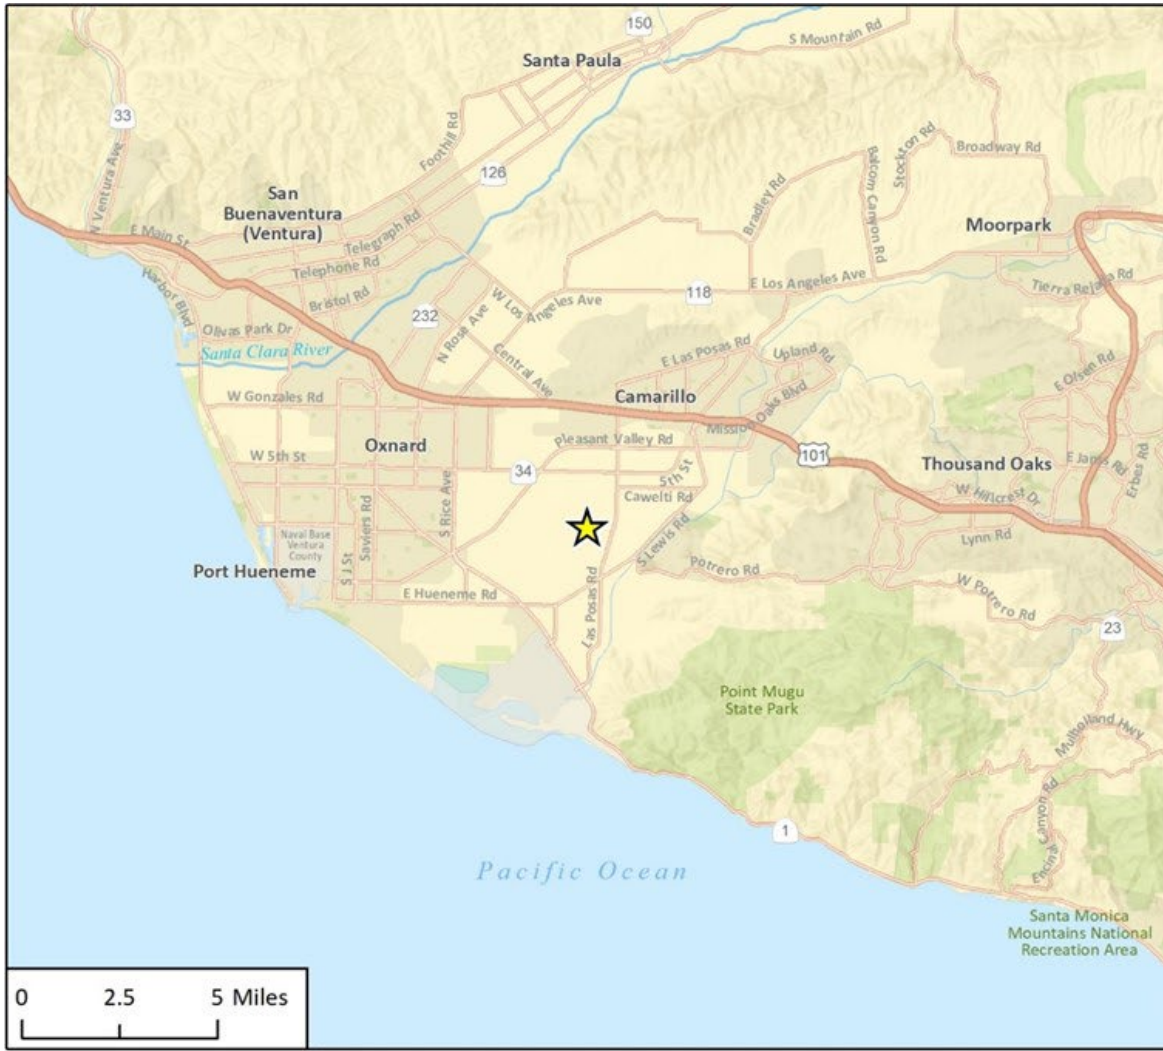 150
S Mountain Rd
Santa Paula
33
Foothill Rd
126
Broadway Rd
Stockton Rd
Balcom Canyon Rd
Bradley Rd
N Ventura Ave
San
Buenaventura
(Ventura)
E Main St
Telegraph Rd
Telephone Rd
Moorpark
Harbor Blvd
Bristol Rd
W Los Angeles Ave
118
E Los Angeles Ave
Tierra Rejada Rd
232
Olivas Park Dr
N Rose Ave
Santa Clara River
Central Ave
E Las Posas Rd
Upland Rd
E Olsen Rd
W Gonzales Rd
Camarillo
Mission Oaks Blvd
Oxnard
Pleasant Valley Rd
W 5th St
34
5th St
101
Thousand Oaks
E Janss Rd
Erbes Rd
Cawelti Rd
W Hillcrest Dr
S Rice Ave
Saviers Rd
S J St
Naval Base
Ventura
County
S Lewis Rd
Lynn Rd
Port Hueneme
Potrero Rd
E Hueneme Rd
Las Posas Rd
W Potrero Rd
23
Point Mugu
State Park
Mulholland Hwy
Encinal Canyon Rd
1
Pacific Ocean
Santa Monica
Mountains National
Recreation Area
0 2.5 5 Miles